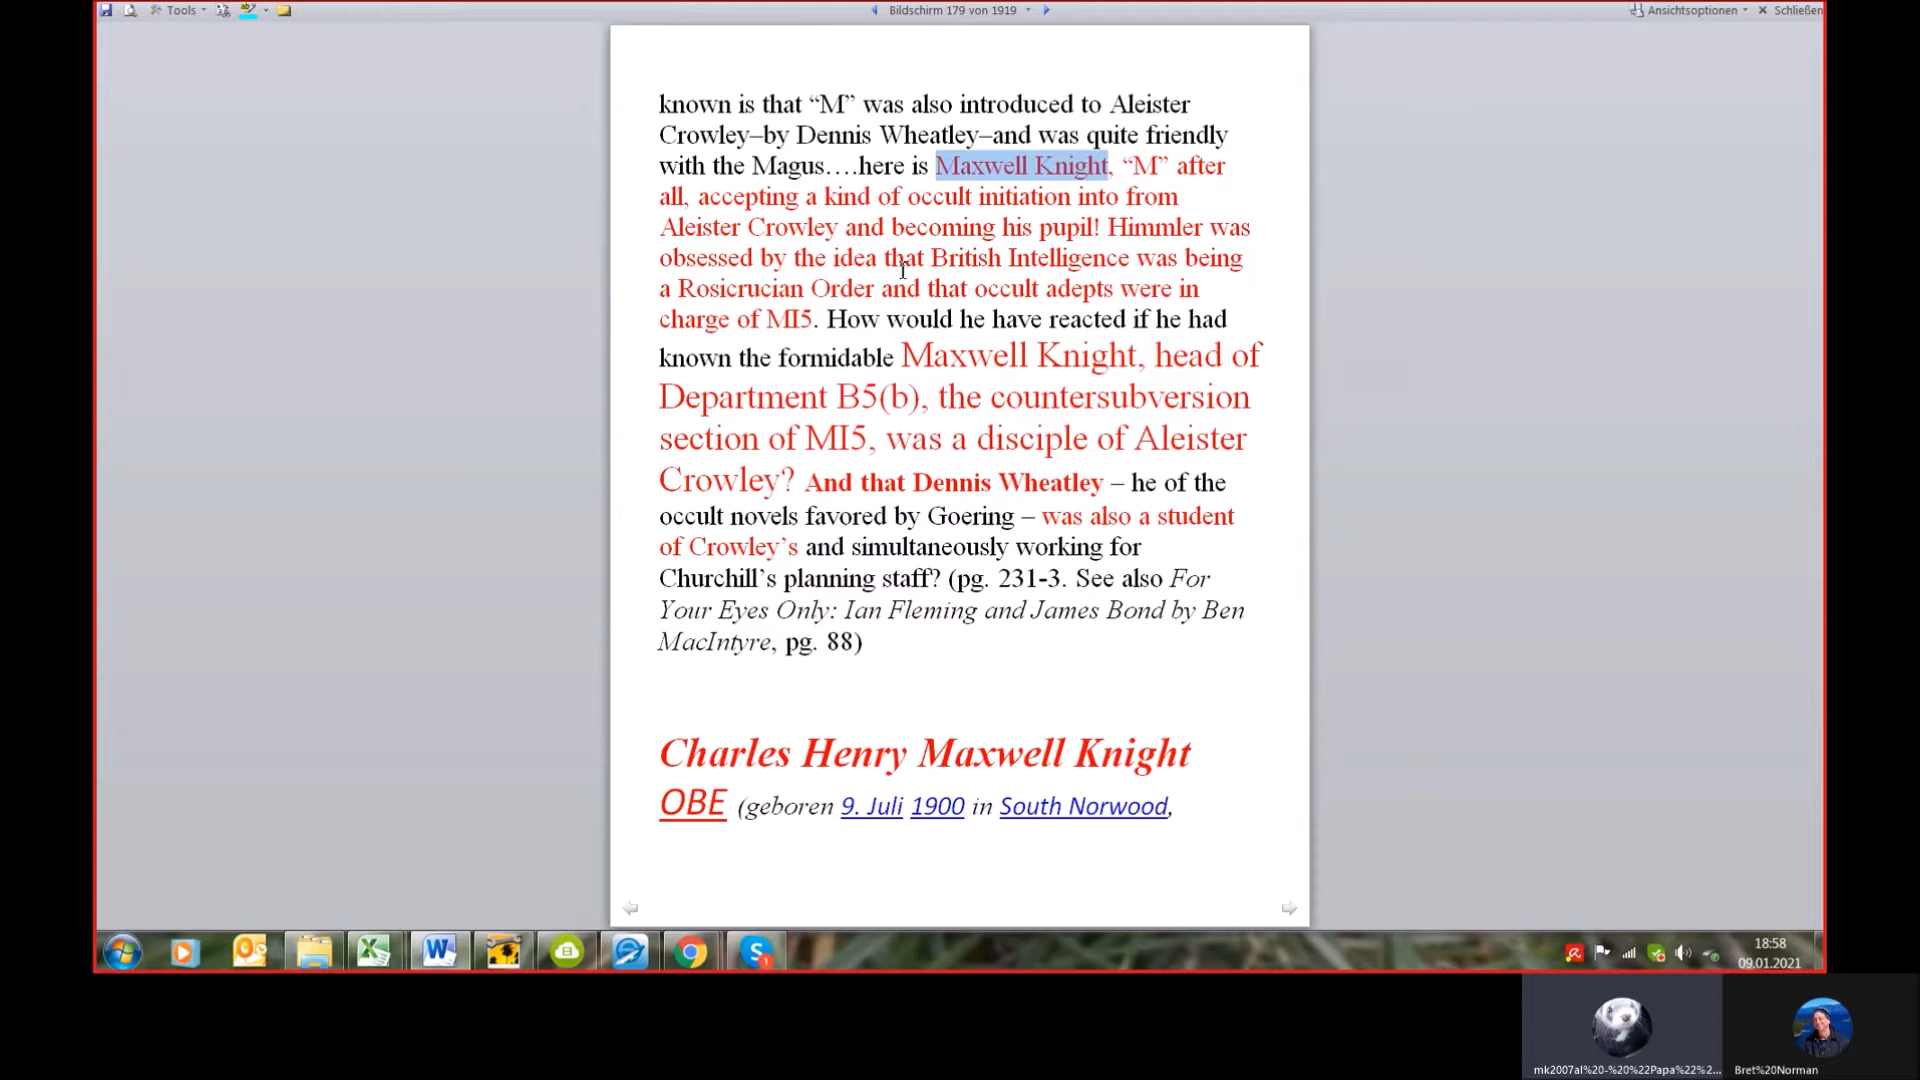 Tools
Bildschirm 179 von 1919
Ansichtsoptionen
Schließen
known is that “M” was also introduced to Aleister
Crowley–by Dennis Wheatley–and was quite friendly
with the Magus….here is Maxwell Knight, “M” after
all, accepting a kind of occult initiation into from
Aleister Crowley and becoming his pupil! Himmler was
obsessed by the idea that British Intelligence was being
a Rosicrucian Order and that occult adepts were in
charge of MI5. How would he have reacted if he had
known the formidable Maxwell Knight, head of
Department B5(b), the countersubversion
section of MI5, was a disciple of Aleister
Crowley? And that Dennis Wheatley – he of the
occult novels favored by Goering – was also a student
of Crowley’s and simultaneously working for
Churchill’s planning staff? (pg. 231-3. See also For
Your Eyes Only: Ian Fleming and James Bond by Ben
MacIntyre, pg. 88)
Charles Henry Maxwell Knight
OBE (geboren 9. Juli 1900 in South Norwood,
18:58
09.01.2021
mk2007al%20-%20%22Papa%22%2...
Bret%20Norman